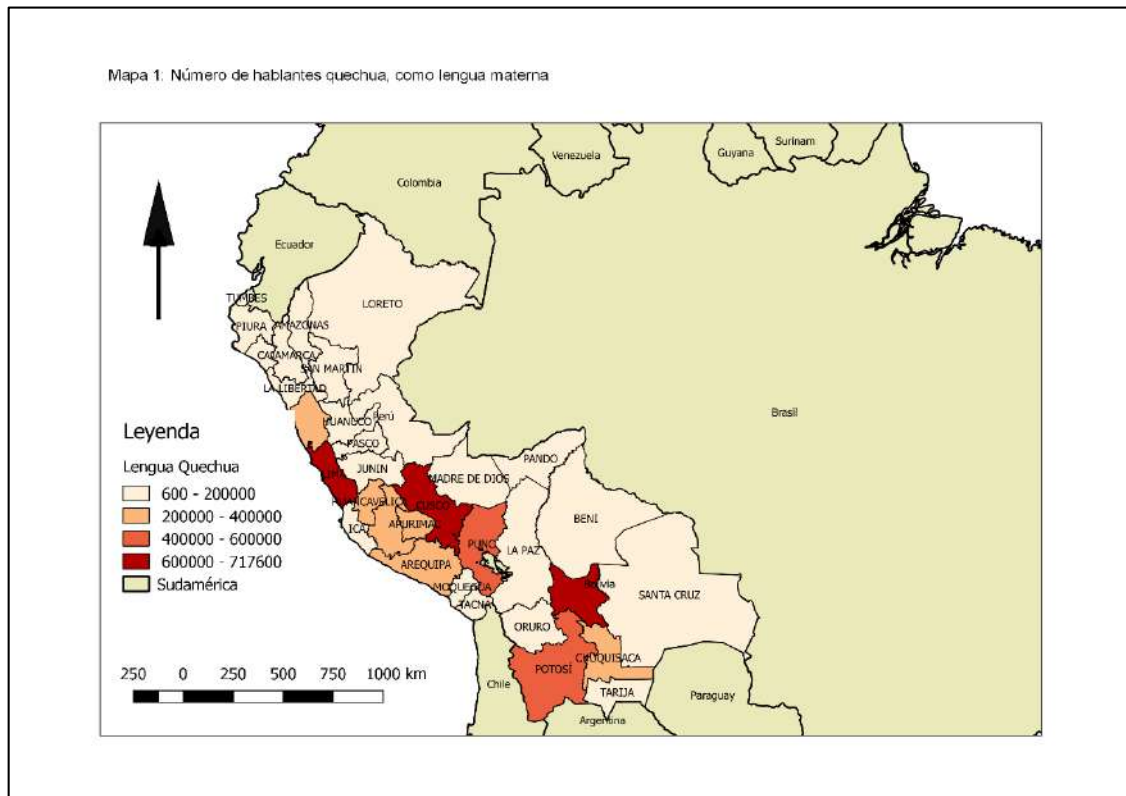 Mapa 1: Número de hablantes quechua, como lengua materna
Venezuela
Guyana
Surinam
Colombia
Ecuador
TUMBES
LORETO
PIURA
AMAZONAS
CAJAMARCA
SAN MARTIN
LA LIBERTAD
Brasil
HUANUCO
Perú
PASCO
JUNIN
MADRE DE DIOS
PANDO
LIMA
CUSCO
HUANCAVELICA
APURIMAC
ICA
PUNO
LA PAZ
BENI
AREQUIPA
MOQUEGUA
TACNA
Bolivia
SANTA CRUZ
ORURO
CHUQUISACA
POTOSÍ
TARIJA
Chile
Paraguay
Argentina
Leyenda
Lengua Quechua
600 - 200000
200000 - 400000
400000 - 600000
600000 - 717600
Sudamérica
250 0 250 500 750 1000 km